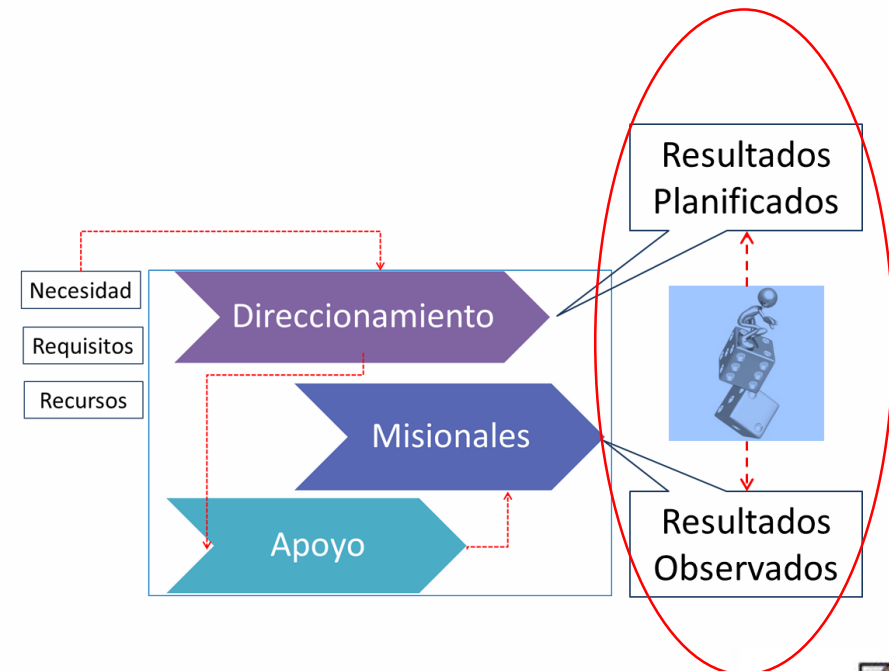 Resultados
Planificados
Necesidad
Direccionamiento
Requisitos
Recursos
Misionales
Resultados
Observados
Apoyo